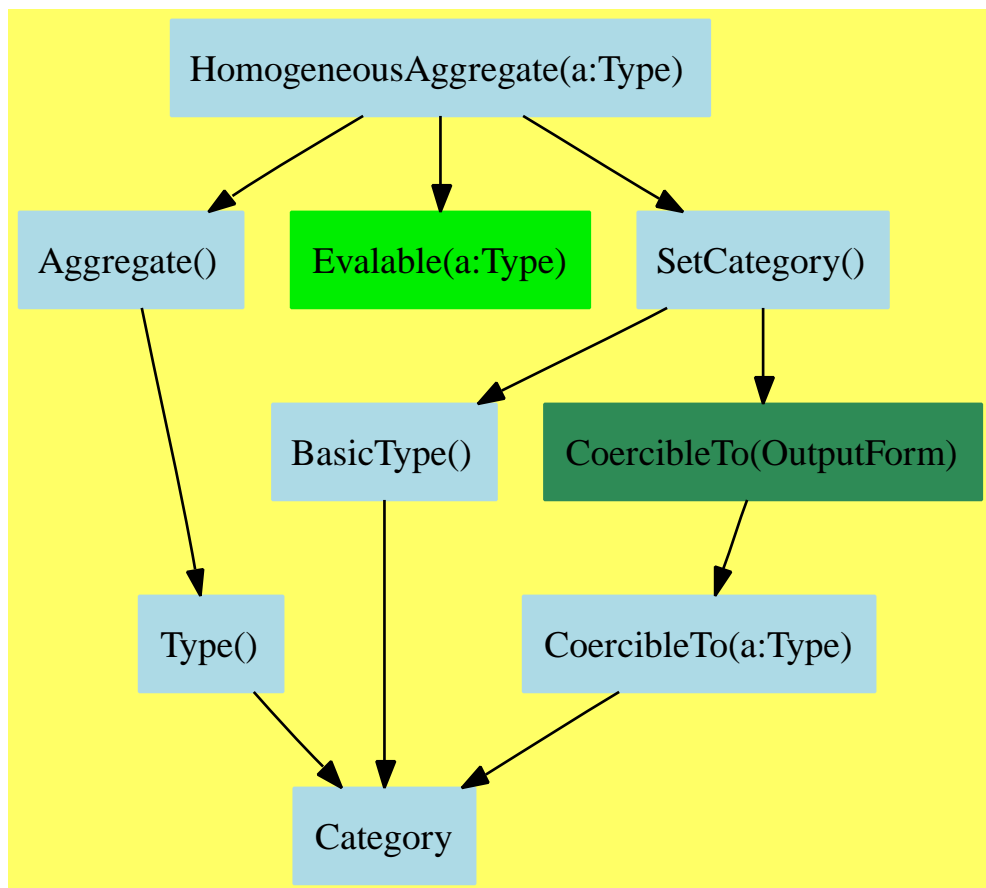 HomogeneousAggregate(a:Type)
Aggregate()
Evalable(a:Type)
SetCategory()
BasicType()
CoercibleTo(OutputForm)
Type()
CoercibleTo(a:Type)
Category